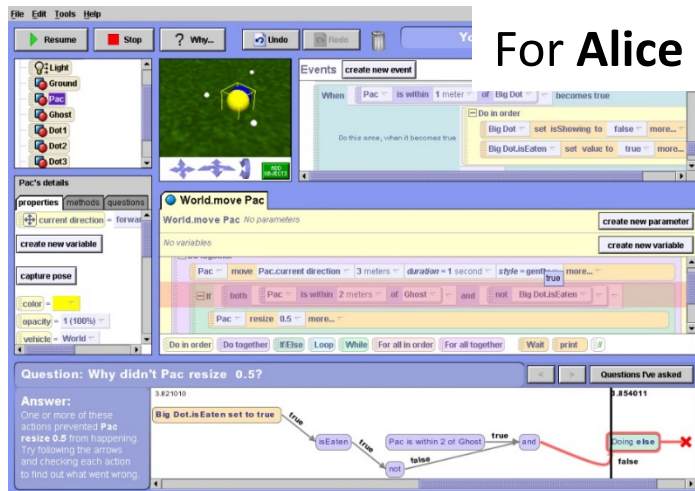 File Edit Tools Help
Resume Stop ? Why... Undo Redo Yo
For Alice
Light
Ground
Pac
Ghost
Dot1
Dot2
Dot3
ADD OBJECTS
Events create new event
When Pac is within 1 meter of Big Dot becomes true
Do in order
Do this once, when it becomes true
Big Dot set isShowing to false more...
Big Dot.isEaten set value to true more...
Pac's details
properties methods questions
current direction = forwar
create new variable
capture pose
color =
opacity = 1 (100%)
vehicle = World
World.move Pac
World.move Pac No parameters create new parameter
No variables create new variable
Pac move Pac.current direction 3 meters duration = 1 second style = gently more...
true
If both Pac is within 2 meters of Ghost and not Big Dot.isEaten
Pac resize 0.5 more...
Do in order Do together If/Else Loop While For all in order For all together Wait print //
Question: Why didn't Pac resize 0.5? < > Questions I've asked
Answer:
One or more of these
actions prevented Pac
resize 0.5 from happening.
Try following the arrows
and checking each action
to find out what went wrong.
3.821010 3.854011
Big Dot.isEaten set to true
true
isEaten true Pac is within 2 of Ghost true and Doing else
false false
not